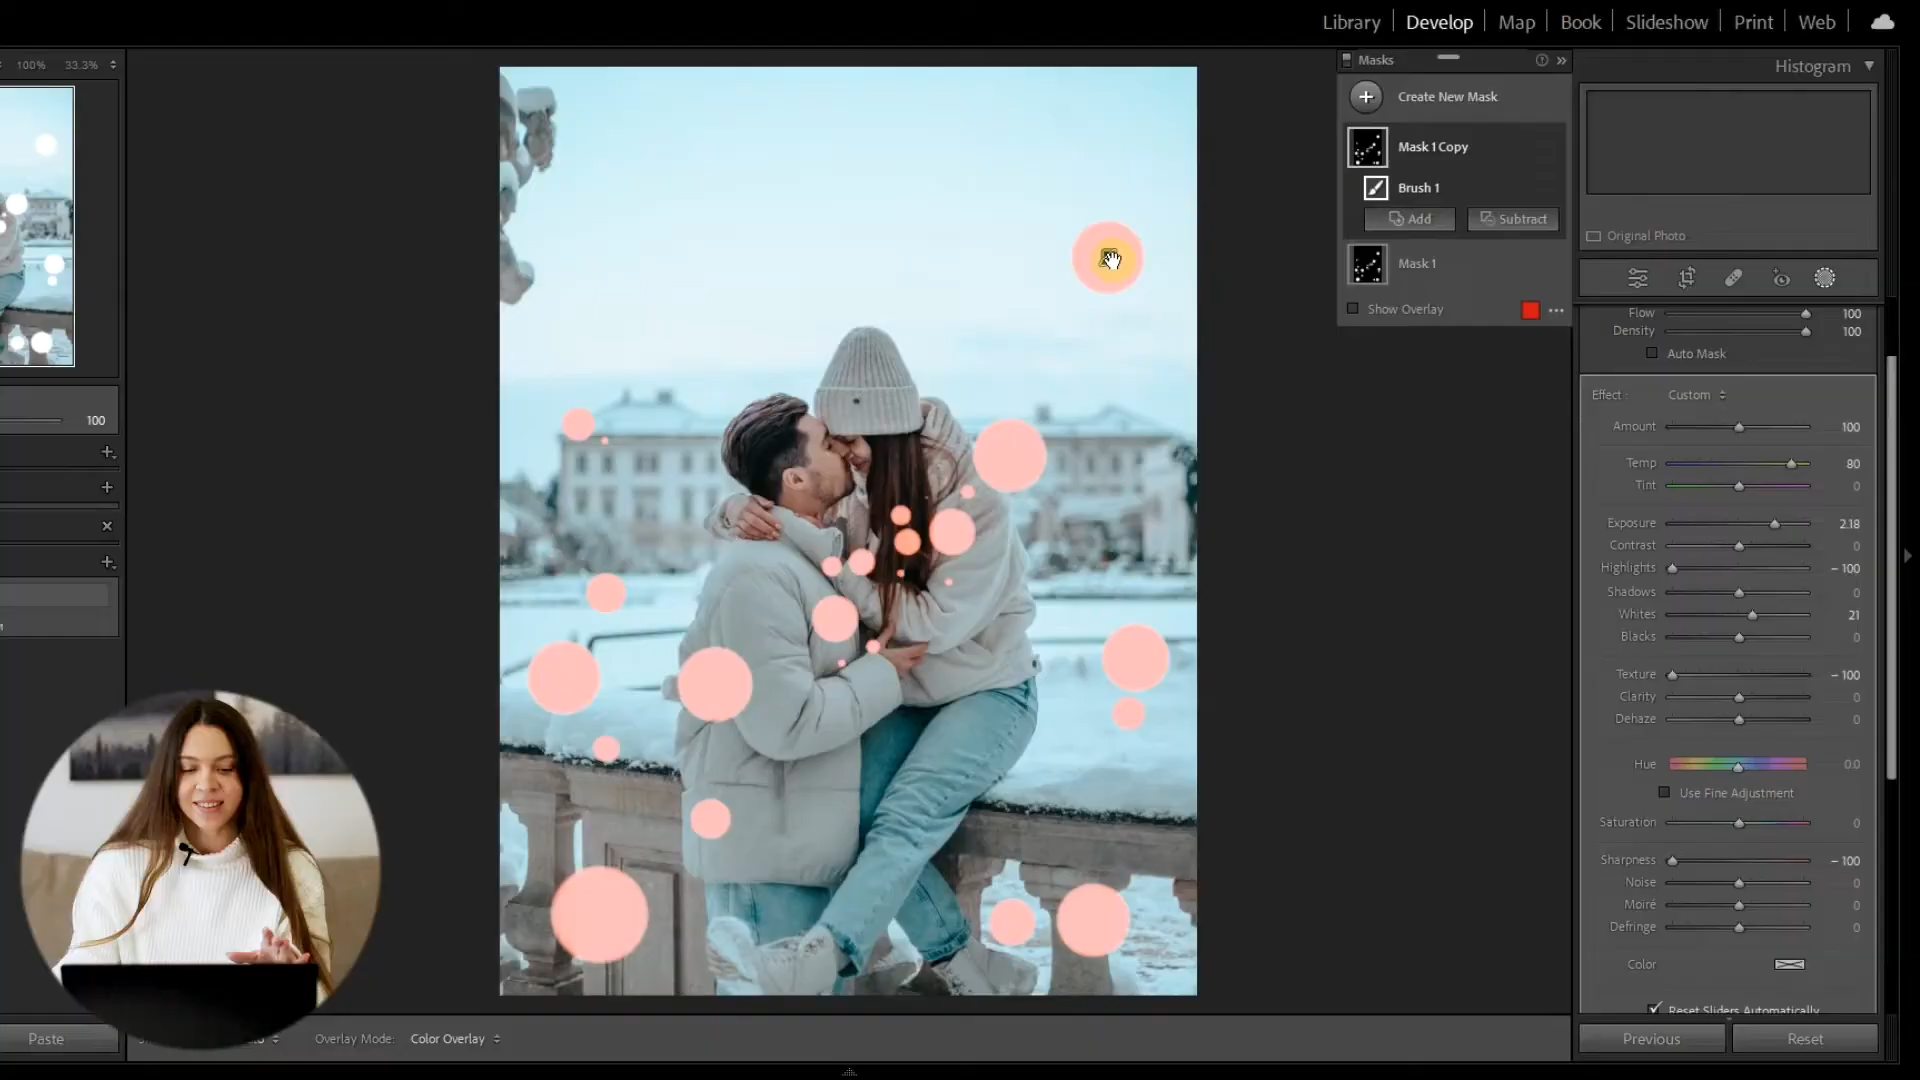 Library Develop Map Book Slideshow Print Web
100% 33.3%
100
Paste
Overlay Mode: Color Overlay
Masks
Create New Mask
Mask 1 Copy
Brush 1
Add Subtract
Mask 1
Show Overlay
Histogram
Original Photo
Flow 100
Density 100
Auto Mask
Effect : Custom
Amount 100
Temp 80
Tint 0
Exposure 2.18
Contrast 0
Highlights – 100
Shadows 0
Whites 21
Blacks 0
Texture – 100
Clarity 0
Dehaze 0
Hue 0.0
Use Fine Adjustment
Saturation 0
Sharpness – 100
Noise 0
Moiré 0
Defringe 0
Color
Reset Sliders Automatically
Previous Reset